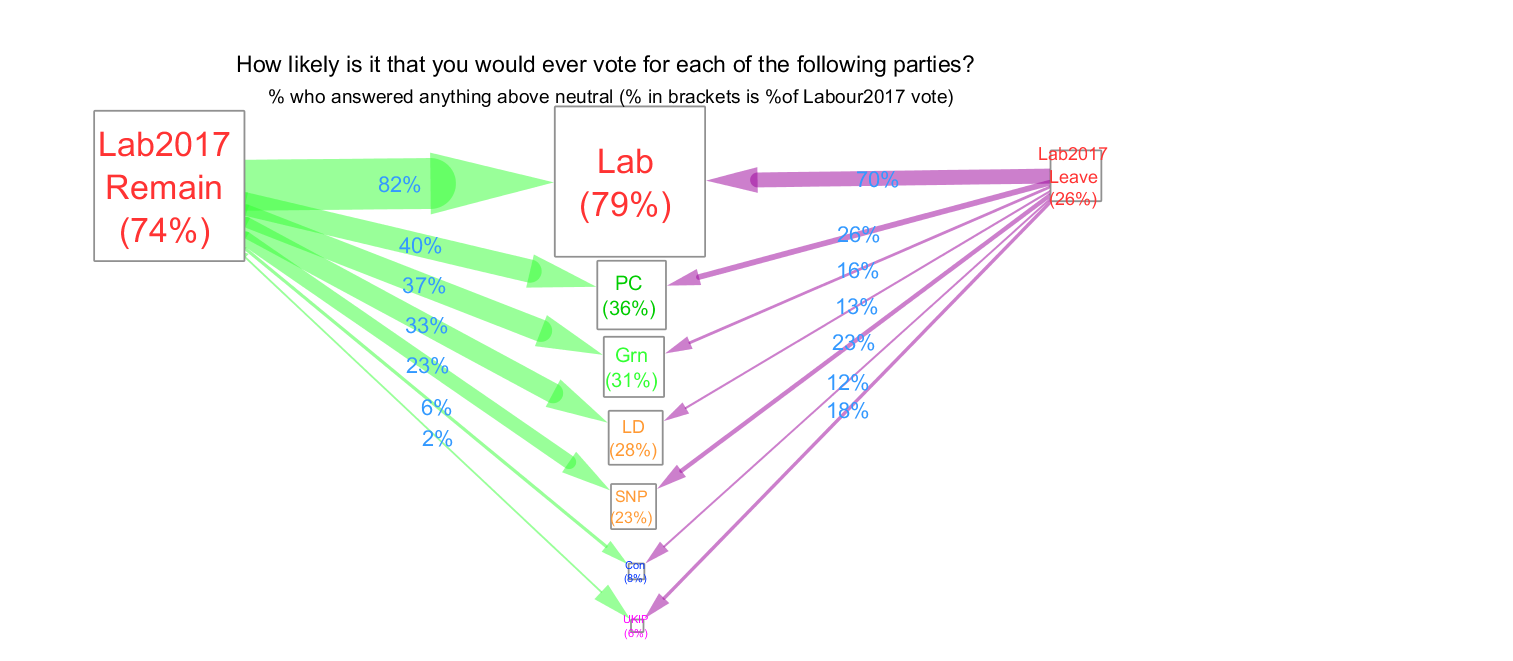 How likely is it that you would ever vote for each of the following parties?
% who answered anything above neutral (% in brackets is %of Labour2017 vote)
Lab2017
Remain
(74%)
Lab
(79%)
Lab2017
Leave
(26%)
82%
70%
40%
26%
PC
(36%)
37%
16%
33%
13%
Grn
(31%)
23%
23%
6%
12%
LD
(28%)
2%
18%
SNP
(23%)
Con
(8%)
UKIP
(6%)